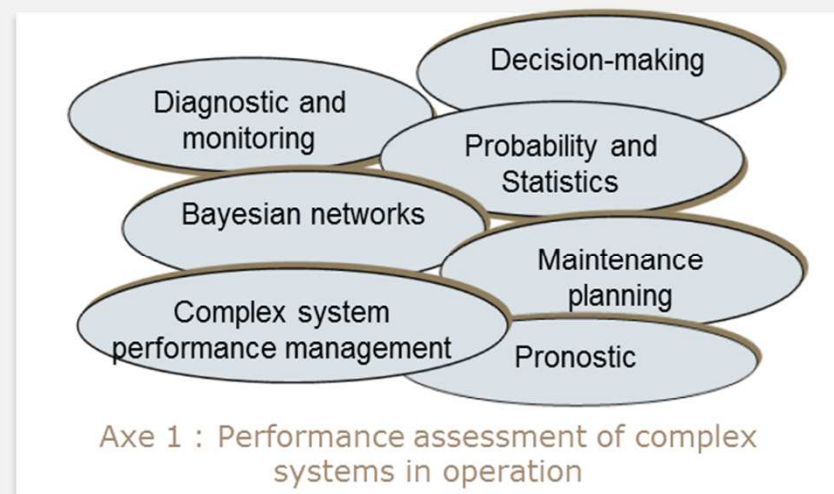 Decision-making
Diagnostic and
monitoring
Probability and
Statistics
Bayesian networks
Maintenance
planning
Complex system
performance management
Pronostic
Axe 1 : Performance assessment of complex
systems in operation